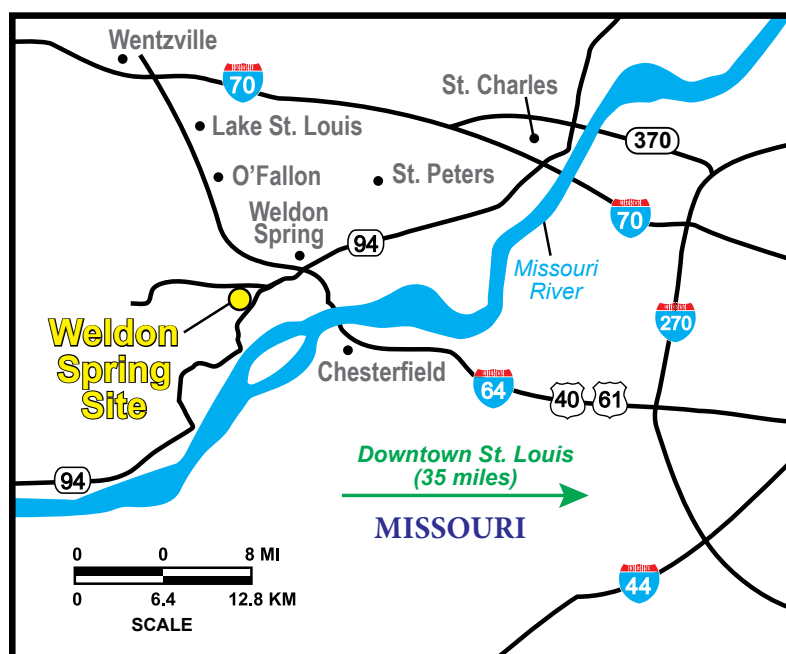 Wentzville
70
St. Charles
Lake St. Louis
370
O'Fallon
St. Peters
Weldon
Spring
94
70
Missouri
River
270
Weldon
Spring
Site
Chesterfield
64
40
61
Downtown St. Louis
(35 miles)
94
MISSOURI
0 0 8 MI
0 6.4 12.8 KM
SCALE
44